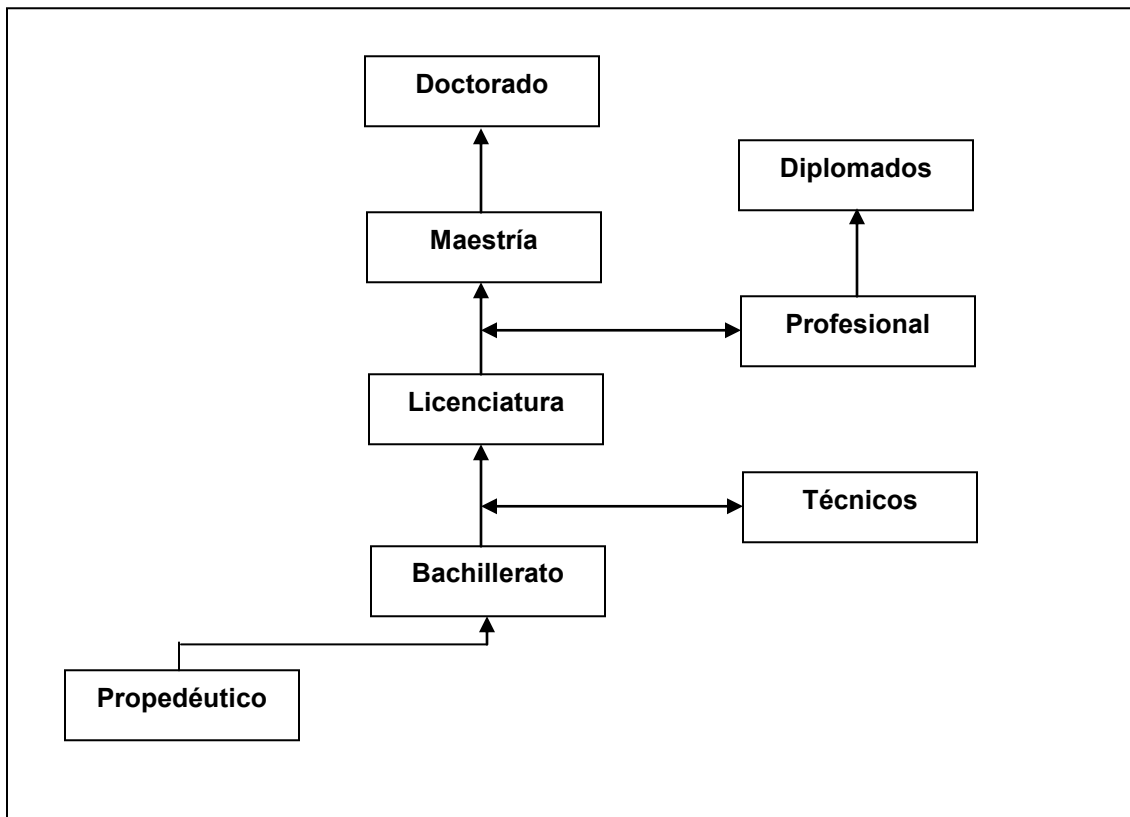 Doctorado
Diplomados
Maestría
Profesional
Licenciatura
Técnicos
Bachillerato
Propedéutico